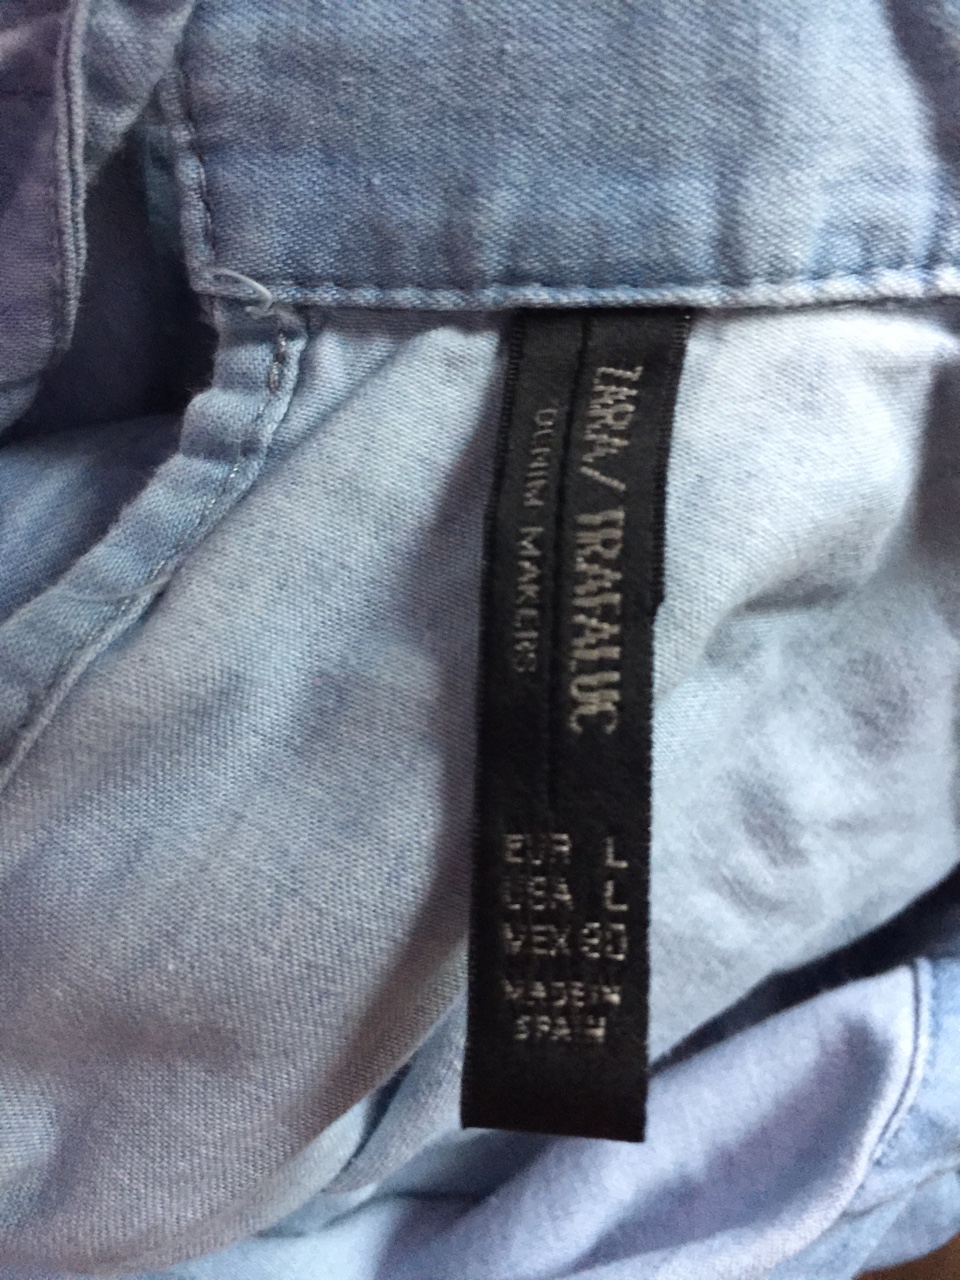 ZARA / TRAFALUC
DENIM MAKERS
EUR L
USA L
MEX 30
MADE IN
SPAIN